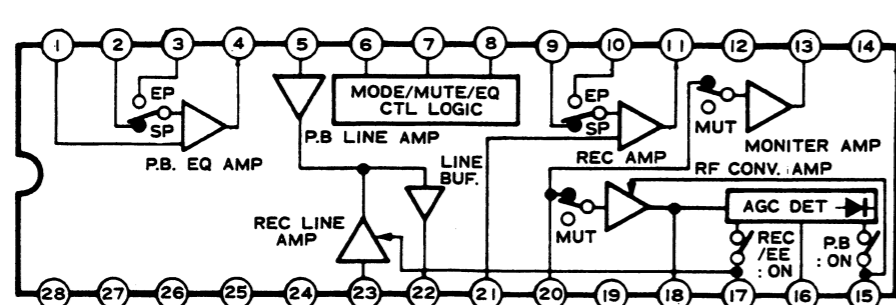 1 2 3 4 5 6 7 8 9 10 11 12 13 14
EP
SP
P.B. EQ AMP
MODE/MUTE/EQ
CTL LOGIC
P.B LINE AMP
LINE
BUF.
REC LINE
AMP
EP
SP
REC AMP
MUT
MONITER AMP
RF CONV. AMP
MUT
AGC DET
REC
/EE
: ON
P.B
: ON
28 27 26 25 24 23 22 21 20 19 18 17 16 15